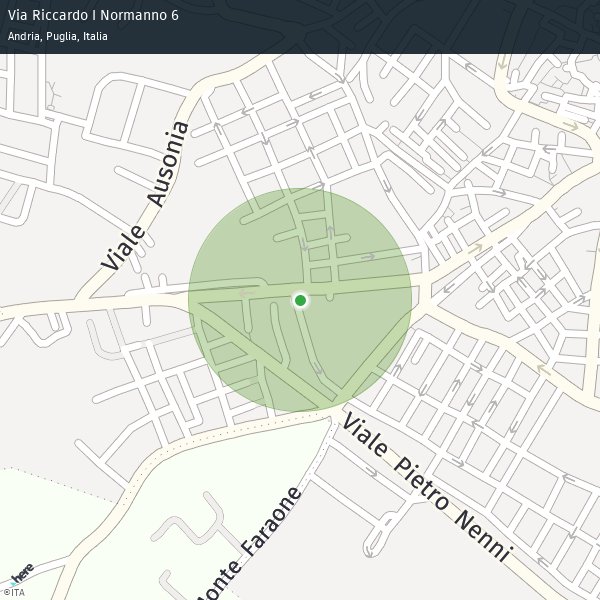 Via Riccardo I Normanno 6
Andria, Puglia, Italia
Viale Ausonia
Viale Pietro Nenni
Monte Faraone
here
©ITA